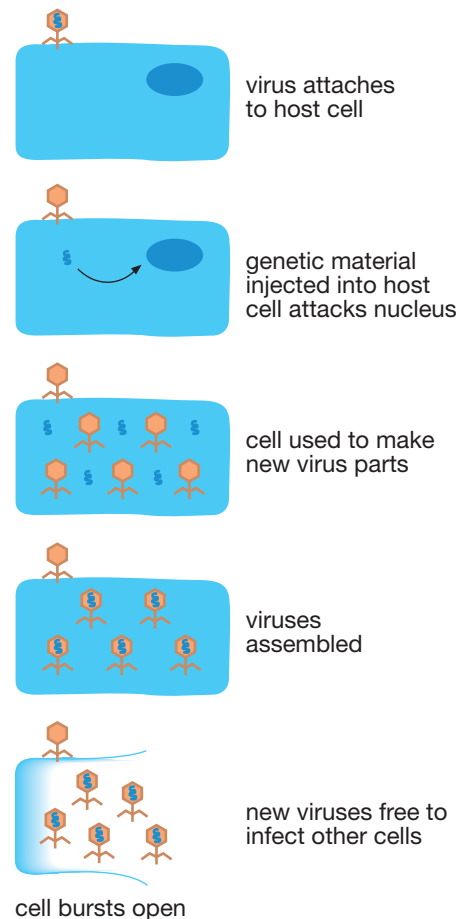 virus attaches
to host cell
genetic material
injected into host
cell attacks nucleus
cell used to make
new virus parts
viruses
assembled
new viruses free to
infect other cells
cell bursts open